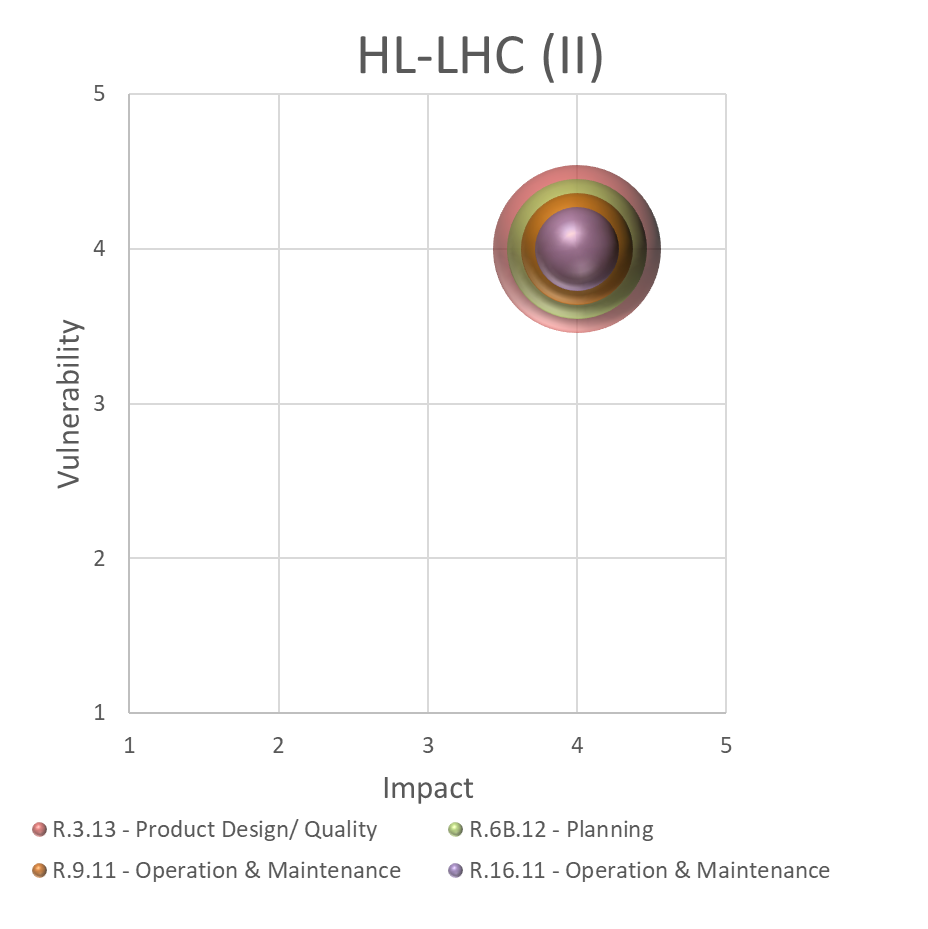 HL-LHC (II)
5
4
3
2
1
Vulnerability
1 2 3 4 5
Impact
R.3.13 - Product Design/ Quality R.6B.12 - Planning
R.9.11 - Operation & Maintenance R.16.11 - Operation & Maintenance